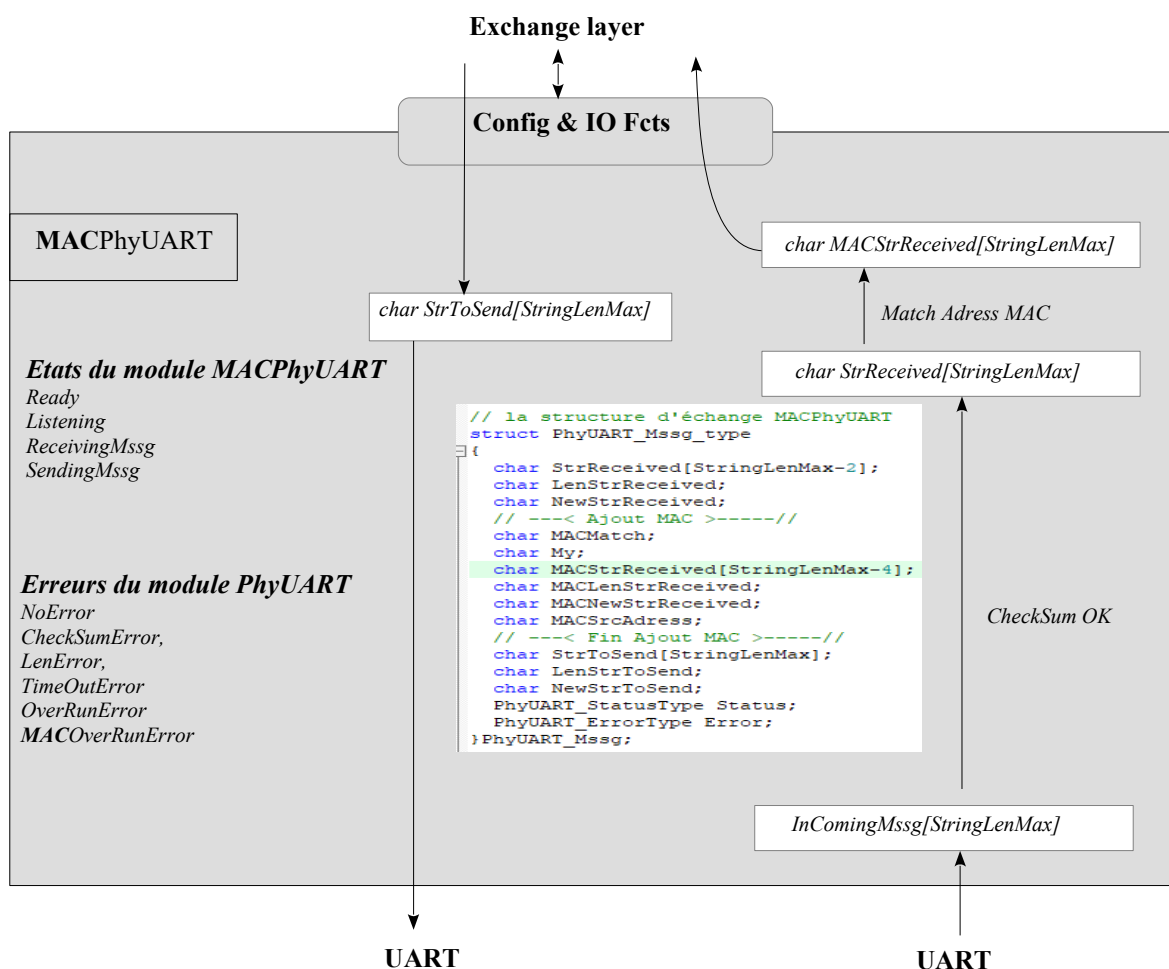 Exchange layer
Config & IO Fcts
MACPhyUART
char MACStrReceived[StringLenMax]
char StrToSend[StringLenMax]
Match Adress MAC
Etats du module MACPhyUART
Ready
Listening
ReceivingMssg
SendingMssg
char StrReceived[StringLenMax]
// la structure d'échange MACPhyUART
struct PhyUART_Mssg_type
{
char StrReceived[StringLenMax-2];
char LenStrReceived;
char NewStrReceived;
// ---< Ajout MAC >-----//
char MACMatch;
char My;
char MACStrReceived[StringLenMax-4];
char MACLenStrReceived;
char MACNewStrReceived;
char MACSrcAdress;
// ---< Fin Ajout MAC >-----//
char StrToSend[StringLenMax];
char LenStrToSend;
char NewStrToSend;
PhyUART_StatusType Status;
PhyUART_ErrorType Error;
}PhyUART_Mssg;
Erreurs du module PhyUART
NoError
CheckSumError,
LenError,
TimeOutError
OverRunError
MACOverRunError
CheckSum OK
InComingMssg[StringLenMax]
UART
UART